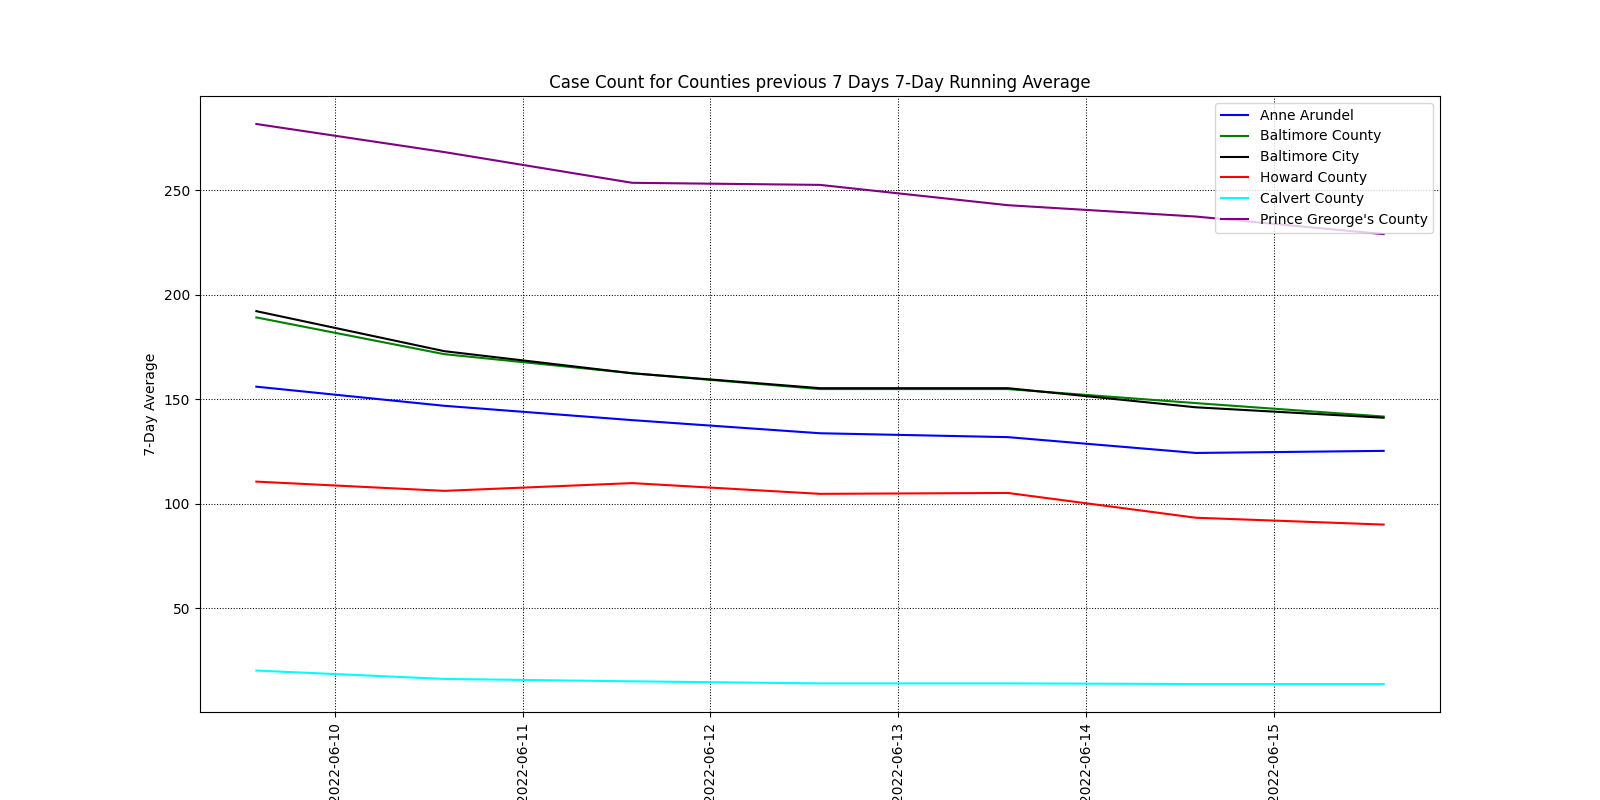 Case Count for Counties previous 7 Days 7-Day Running Average
Anne Arundel
Baltimore County
Baltimore City
Howard County
Calvert County
Prince Greorge's County
7-Day Average
250
200
150
100
50
2022-06-10
2022-06-11
2022-06-12
2022-06-13
2022-06-14
2022-06-15